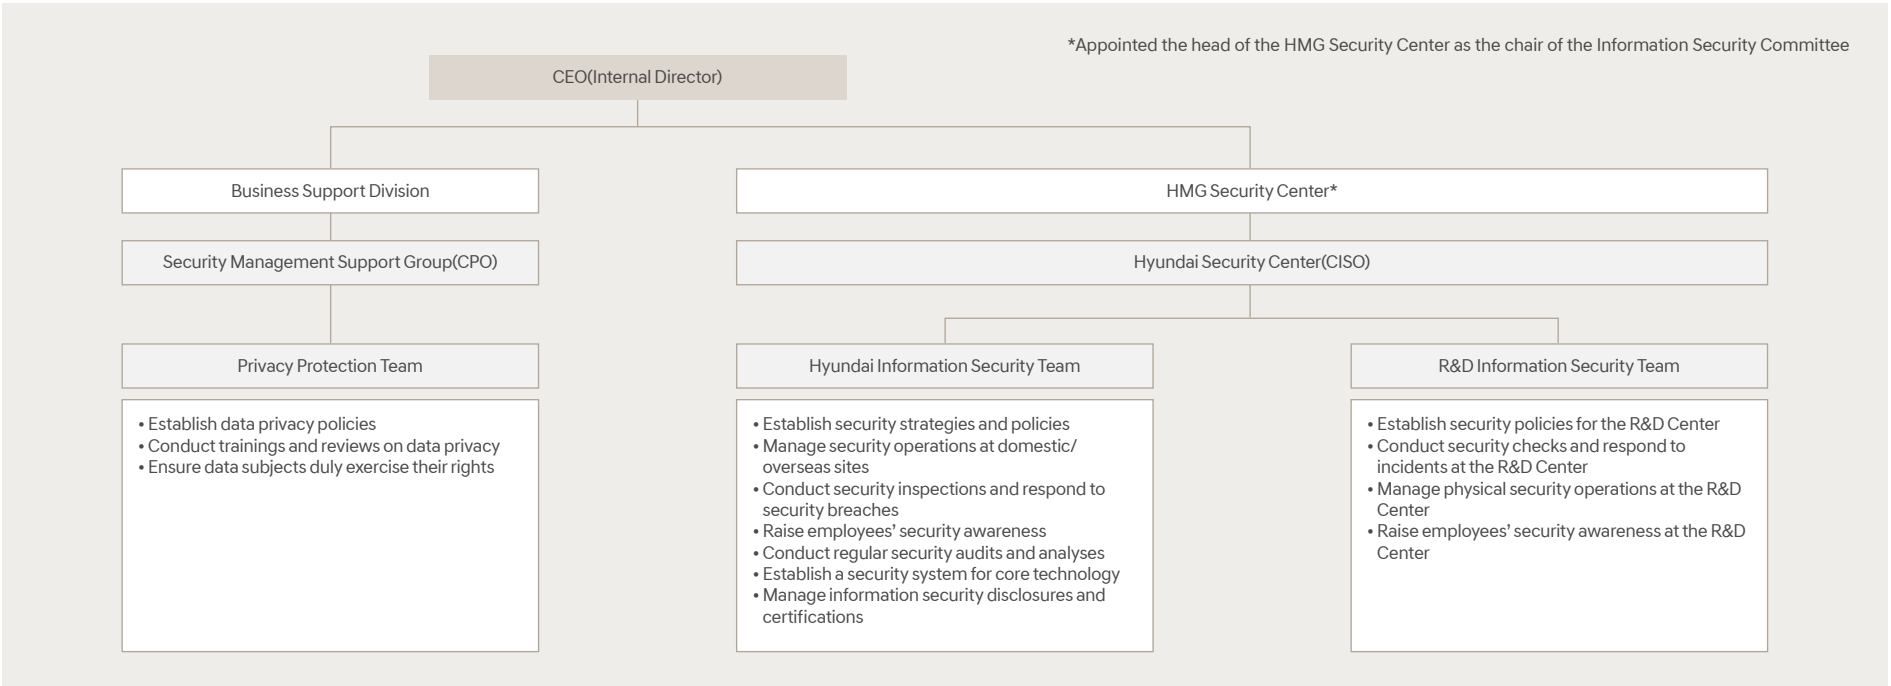 *Appointed the head of the HMG Security Center as the chair of the Information Security Committee
CEO(Internal Director)
Business Support Division
HMG Security Center*
Security Management Support Group(CPO)
Hyundai Security Center(CISO)
Privacy Protection Team
Hyundai Information Security Team
R&D Information Security Team
• Establish data privacy policies
• Conduct trainings and reviews on data privacy
• Ensure data subjects duly exercise their rights
• Establish security strategies and policies
• Manage security operations at domestic/
overseas sites
• Conduct security inspections and respond to
security breaches
• Raise employees’ security awareness
• Conduct regular security audits and analyses
• Establish a security system for core technology
• Manage information security disclosures and
certifications
• Establish security policies for the R&D Center
• Conduct security checks and respond to
incidents at the R&D Center
• Manage physical security operations at the R&D
Center
• Raise employees’ security awareness at the R&D
Center